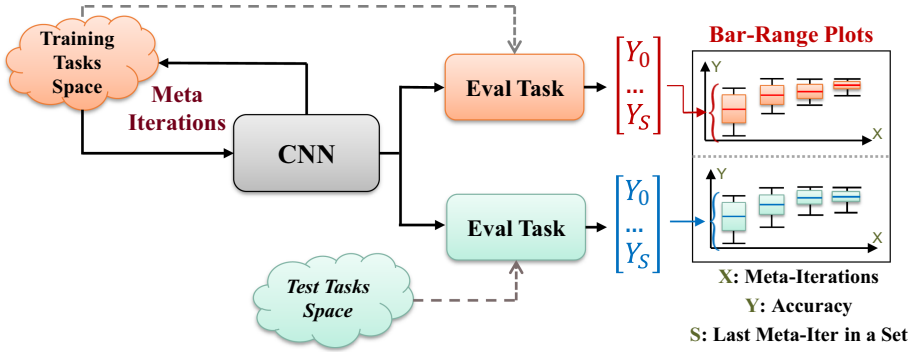 Training
Tasks
Space
Meta
Iterations
CNN
Eval Task
Eval Task
Test Tasks
Space
Y₀
...
Yₛ
Y₀
...
Yₛ
Bar-Range Plots
Y
X
Y
X
X: Meta-Iterations
Y: Accuracy
S: Last Meta-Iter in a Set